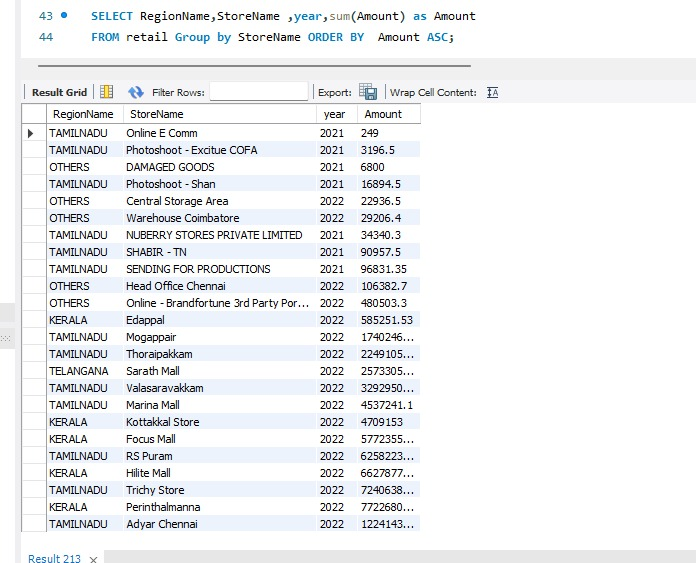 43 SELECT RegionName,StoreName ,year,sum(Amount) as Amount
44 FROM retail Group by StoreName ORDER BY Amount ASC;
Result Grid Filter Rows: Export: Wrap Cell Content: IA
RegionName StoreName year Amount
TAMILNADU Online E Comm 2021 249
TAMILNADU Photoshoot - Excitue COFA 2021 3196.5
OTHERS DAMAGED GOODS 2021 6800
TAMILNADU Photoshoot - Shan 2021 16894.5
OTHERS Central Storage Area 2022 22936.5
OTHERS Warehouse Coimbatore 2022 29206.4
TAMILNADU NUBERRY STORES PRIVATE LIMITED 2021 34340.3
TAMILNADU SHABIR - TN 2021 90957.5
TAMILNADU SENDING FOR PRODUCTIONS 2021 96831.35
OTHERS Head Office Chennai 2022 106382.7
OTHERS Online - Brandfortune 3rd Party Por... 2022 480503.3
KERALA Edappal 2022 585251.53
TAMILNADU Mogappair 2022 1740246...
TAMILNADU Thoraipakkam 2022 2249105...
TELANGANA Sarath Mall 2022 2573305...
TAMILNADU Valasaravakkam 2022 3292950...
TAMILNADU Marina Mall 2022 4537241.1
KERALA Kottakkal Store 2022 4709153
KERALA Focus Mall 2022 5772355...
TAMILNADU RS Puram 2022 6258223...
KERALA Hilite Mall 2022 6627877...
TAMILNADU Trichy Store 2022 7240638...
KERALA Perinthalmanna 2022 7722680...
TAMILNADU Adyar Chennai 2022 1224143...
Result 213